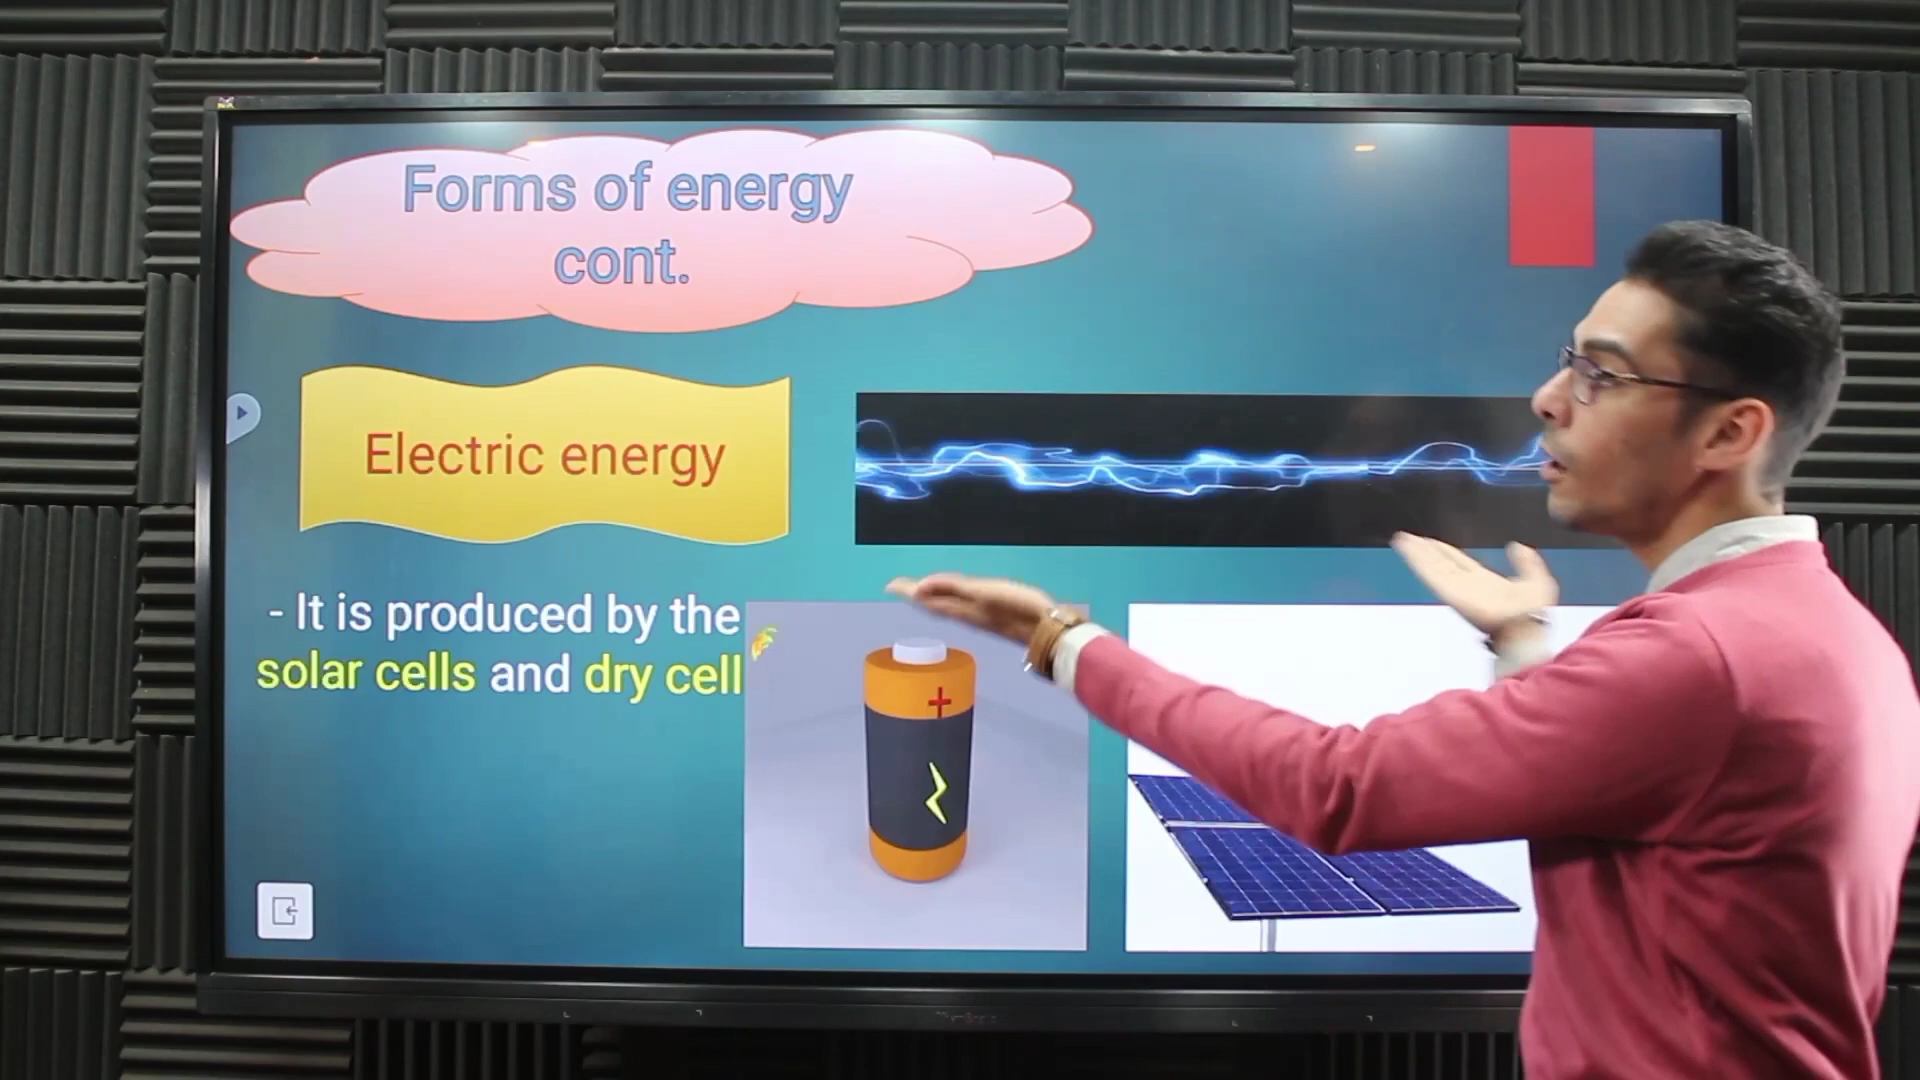 Forms of energy
cont.
Electric energy
- It is produced by the
solar cells and dry cell
+